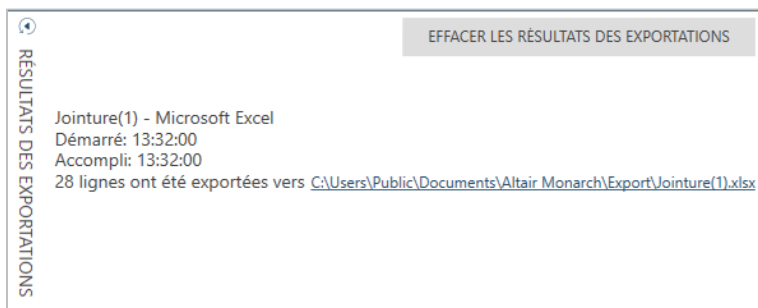 EFFACER LES RÉSULTATS DES EXPORTATIONS
RÉSULTATS DES EXPORTATIONS
Jointure(1) - Microsoft Excel
Démarré: 13:32:00
Accompli: 13:32:00
28 lignes ont été exportées vers C:\Users\Public\Documents\Altair Monarch\Export\Jointure(1).xlsx